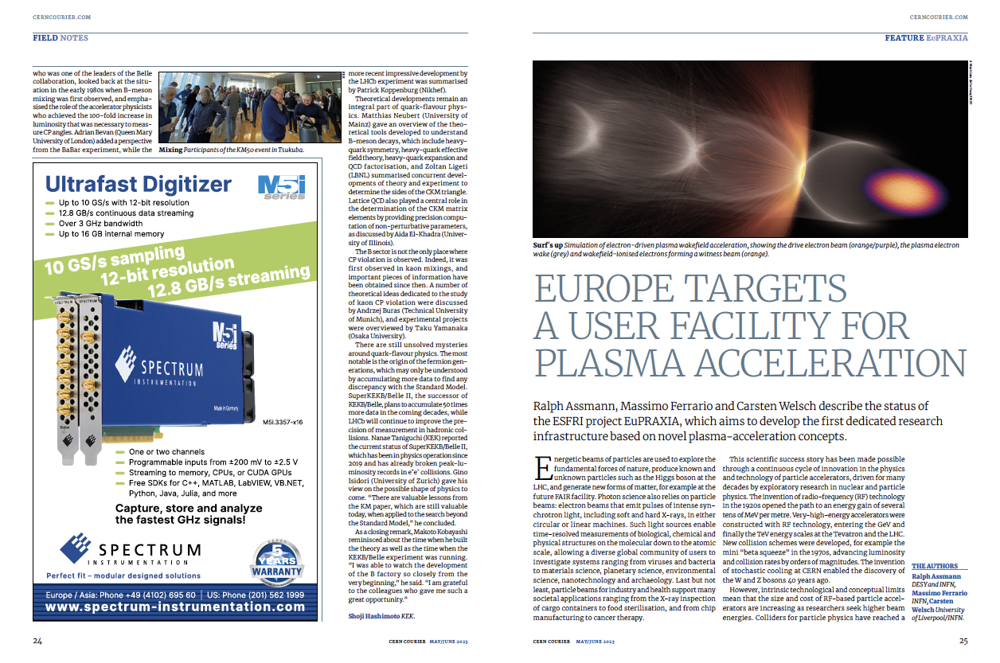 CERNCOURIER.COM
FIELD NOTES
who was one of the leaders of the Belle
collaboration, looked back at the situ-
ation in the early 1980s when B-meson
mixing was first observed, and empha-
sised the role of the accelerator physicists
who achieved the 100-fold increase in
luminosity that was necessary to meas-
ure CP angles. Adrian Bevan (Queen Mary
University of London) added a perspective
from the BaBar experiment, while the
Mixing Participants of the KM50 event in Tsukuba.
more recent impressive development by
the LHCb experiment was summarised
by Patrick Koppenburg (Nikhef).
Theoretical developments remain an
integral part of quark-flavour phys-
ics. Matthias Neubert (University of
Mainz) gave an overview of the theo-
retical tools developed to understand
B-meson decays, which include heavy-
quark symmetry, heavy-quark effective
field theory, heavy-quark expansion and
QCD factorisation, and Zoltan Ligeti
(LBNL) summarised concurrent devel-
opments of theory and experiment to
determine the sides of the CKM triangle.
Lattice QCD also played a central role in
the determination of the CKM matrix
elements by providing precision compu-
tation of non-perturbative parameters,
as discussed by Aida El-Khadra (Univer-
sity of Illinois).
The B sector is not the only place where
CP violation is observed. Indeed, it was
first observed in kaon mixings, and
important pieces of information have
been obtained since then. A number of
theoretical ideas dedicated to the study
of kaon CP violation were discussed
by Andrzej Buras (Technical University
of Munich), and experimental projects
were overviewed by Taku Yamanaka
(Osaka University).
There are still unsolved mysteries
around quark-flavour physics. The most
notable is the origin of the fermion gen-
erations, which may only be understood
by accumulating more data to find any
discrepancy with the Standard Model.
SuperKEKB/Belle II, the successor of
KEKB/Belle, plans to accumulate 50 times
more data in the coming decades, while
LHCb will continue to improve the pre-
cision of measurement in hadronic col-
lisions. Nanae Taniguchi (KEK) reported
the current status of SuperKEKB/Belle II,
which has been in physics operation since
2019 and has already broken peak-lu-
minosity records in e⁺e⁻ collisions. Gino
Isidori (University of Zurich) gave his
view on the possible shape of physics to
come. “There are valuable lessons from
the KM paper, which are still valuable
today, when applied to the search beyond
the Standard Model,” he concluded.
As a closing remark, Makoto Kobayashi
reminisced about the time when he built
the theory as well as the time when the
KEKB/Belle experiment was running.
“I was able to watch the development
of the B factory so closely from the
very beginning,” he said. “I am grateful
to the colleagues who gave me such a
great opportunity.”
Shoji Hashimoto KEK.
Ultrafast Digitizer
M5i
series
Up to 10 GS/s with 12-bit resolution
12.8 GB/s continuous data streaming
Over 3 GHz bandwidth
Up to 16 GB internal memory
10 GS/s sampling
12-bit resolution
12.8 GB/s streaming
SPECTRUM SPECTRUM
M5i
series
SPECTRUM
INSTRUMENTATION
Made in Germany
M5i.3357-x16
One or two channels
Programmable inputs from ±200 mV to ±2.5 V
Streaming to memory, CPUs, or CUDA GPUs
Free SDKs for C++, MATLAB, LabVIEW, VB.NET,
Python, Java, Julia, and more
Capture, store and analyze
the fastest GHz signals!
SPECTRUM
INSTRUMENTATION
Perfect fit – modular designed solutions
5
YEARS
WARRANTY
Europe / Asia: Phone +49 (4102) 695 60 | US: Phone (201) 562 1999
www.spectrum-instrumentation.com
24
CERN COURIER MAY/JUNE 2023
CERNCOURIER.COM
FEATURE EuPRAXIA
Surf's up Simulation of electron-driven plasma wakefield acceleration, showing the drive electron beam (orange/purple), the plasma electron
wake (grey) and wakefield-ionised electrons forming a witness beam (orange).
EUROPE TARGETS
A USER FACILITY FOR
PLASMA ACCELERATION
Ralph Assmann, Massimo Ferrario and Carsten Welsch describe the status of
the ESFRI project EuPRAXIA, which aims to develop the first dedicated research
infrastructure based on novel plasma-acceleration concepts.
Energetic beams of particles are used to explore the
fundamental forces of nature, produce known and
unknown particles such as the Higgs boson at the
LHC, and generate new forms of matter, for example at the
future FAIR facility. Photon science also relies on particle
beams: electron beams that emit pulses of intense syn-
chrotron light, including soft and hard X-rays, in either
circular or linear machines. Such light sources enable
time-resolved measurements of biological, chemical and
physical structures on the molecular down to the atomic
scale, allowing a diverse global community of users to
investigate systems ranging from viruses and bacteria
to materials science, planetary science, environmental
science, nanotechnology and archaeology. Last but not
least, particle beams for industry and health support many
societal applications ranging from the X-ray inspection
of cargo containers to food sterilisation, and from chip
manufacturing to cancer therapy.
This scientific success story has been made possible
through a continuous cycle of innovation in the physics
and technology of particle accelerators, driven for many
decades by exploratory research in nuclear and particle
physics. The invention of radio-frequency (RF) technology
in the 1920s opened the path to an energy gain of several
tens of MeV per metre. Very-high-energy accelerators were
constructed with RF technology, entering the GeV and
finally the TeV energy scales at the Tevatron and the LHC.
New collision schemes were developed, for example the
mini “beta squeeze” in the 1970s, advancing luminosity
and collision rates by orders of magnitudes. The invention
of stochastic cooling at CERN enabled the discovery of
the W and Z bosons 40 years ago.
However, intrinsic technological and conceptual limits
mean that the size and cost of RF-based particle accel-
erators are increasing as researchers seek higher beam
energies. Colliders for particle physics have reached a
THE AUTHORS
Ralph Assmann
DESY and INFN,
Massimo Ferrario
INFN, Carsten
Welsch University
of Liverpool/INFN.
CERN COURIER MAY/JUNE 2023
25